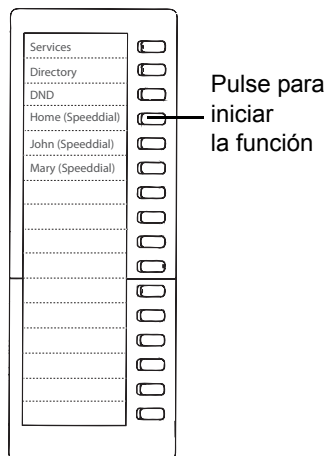 Services
Directory
DND
Home (Speeddial)
John (Speeddial)
Mary (Speeddial)
Pulse para
iniciar
la función